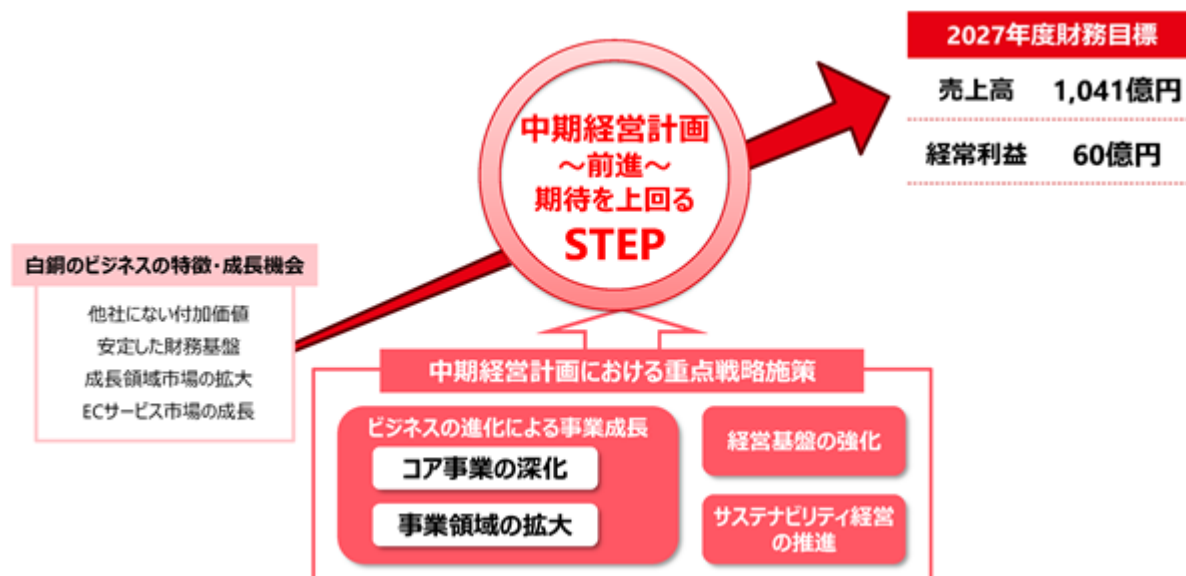 2027年度財務目標
売上高 1,041億円
経常利益 60億円
中期経営計画
～前進～
期待を上回る
STEP
白銅のビジネスの特徴・成長機会
他社にない付加価値
安定した財務基盤
成長領域市場の拡大
ECサービス市場の成長
中期経営計画における重点戦略施策
ビジネスの進化による事業成長
コア事業の深化
事業領域の拡大
経営基盤の強化
サステナビリティ経営
の推進